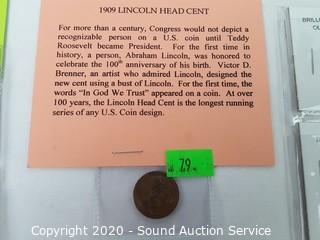 1909 LINCOLN HEAD CENT
For more than a century, Congress would not depict a
recognizable person on a U.S. coin until Teddy
Roosevelt became President. For the first time in
history, a person, Abraham Lincoln, was honored to
celebrate the 100th anniversary of his birth. Victor D.
Brenner, an artist who admired Lincoln, designed the
new cent using a bust of Lincoln. For the first time, the
words "In God We Trust" appeared on a coin. At over
100 years, the Lincoln Head Cent is the longest running
series of any U.S. Coin design.
79
Copyright 2020 - Sound Auction Service